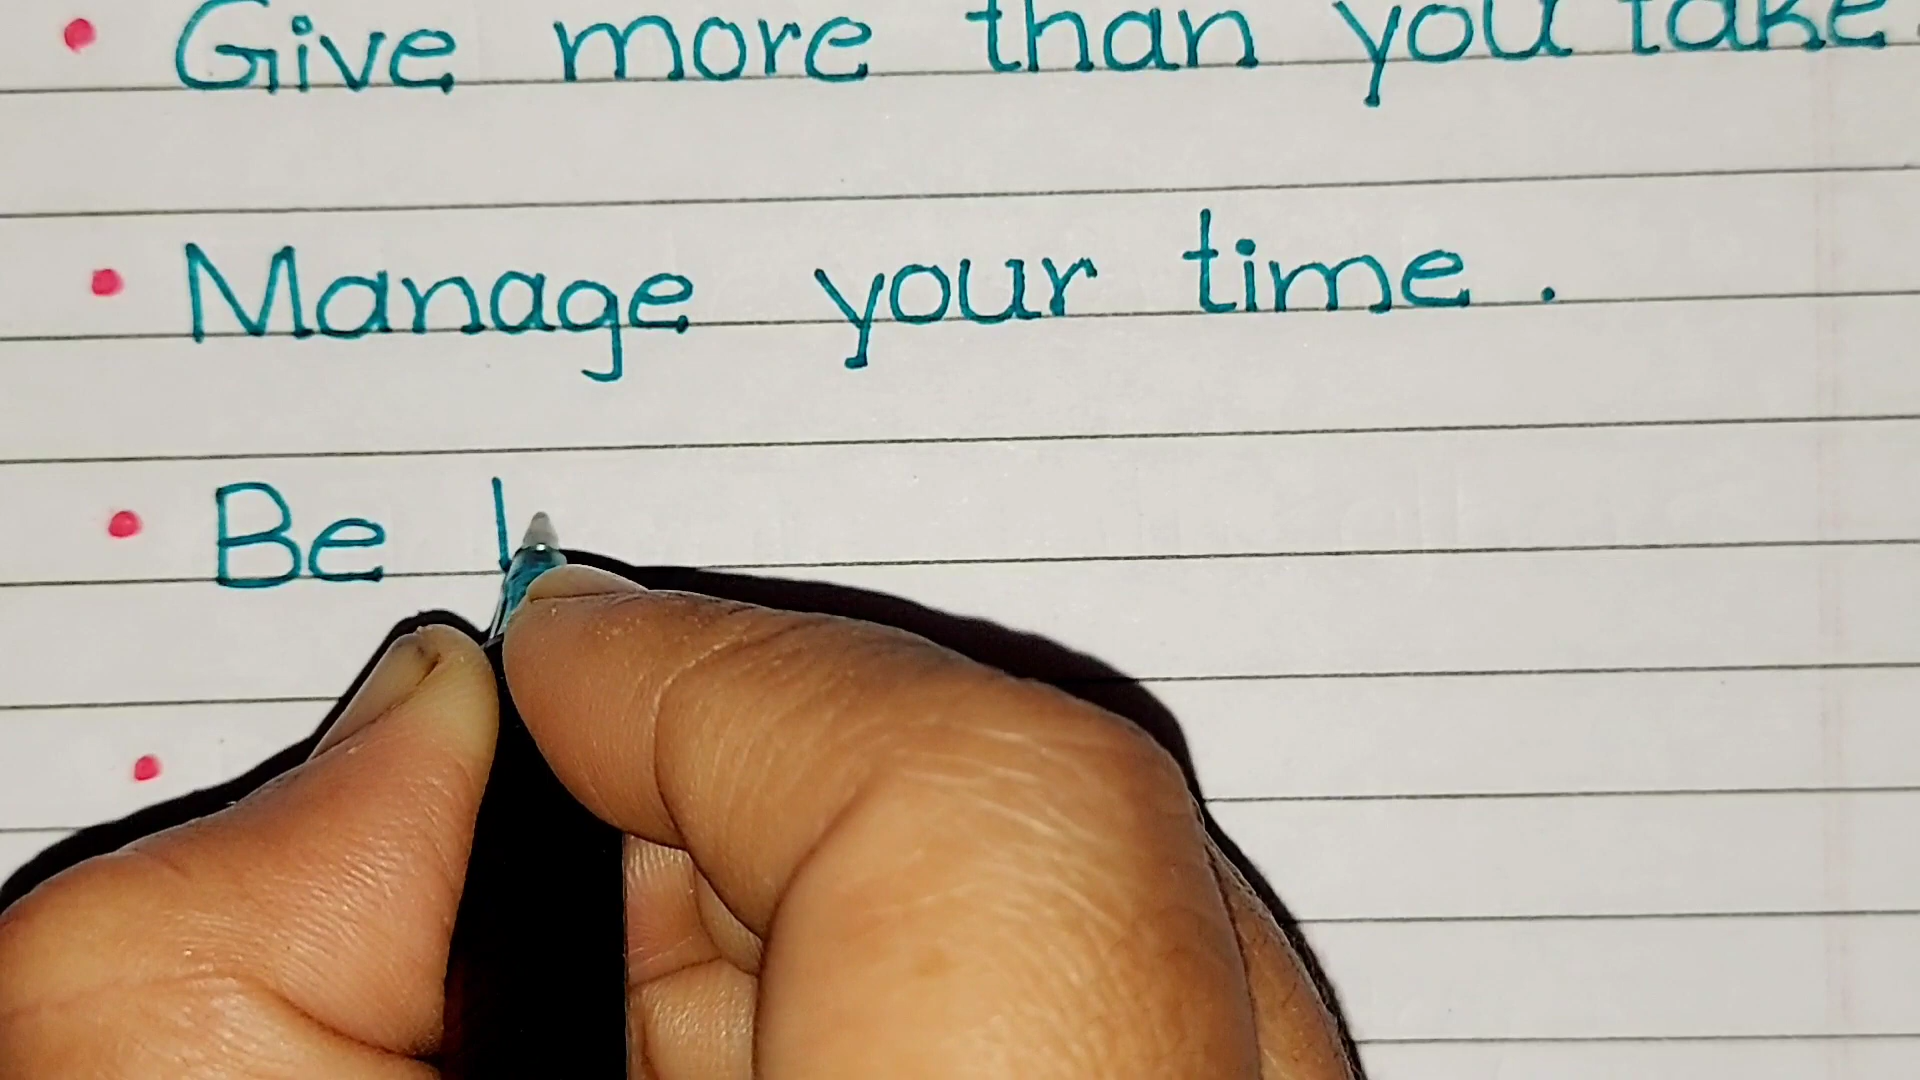 • Give more than you take.
• Manage your time.
• Be
•